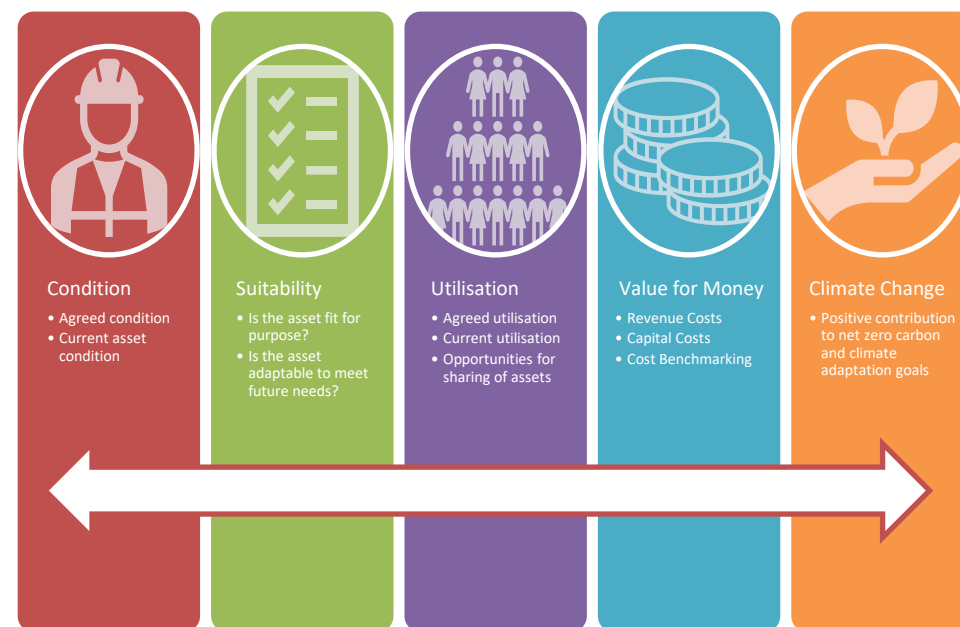 Condition
• Agreed condition
• Current asset
condition
Suitability
• Is the asset fit for
purpose?
• Is the asset
adaptable to meet
future needs?
Utilisation
• Agreed utilisation
• Current utilisation
• Opportunities for
sharing of assets
Value for Money
• Revenue Costs
• Capital Costs
• Cost Benchmarking
Climate Change
• Positive contribution
to net zero carbon
and climate
adaptation goals